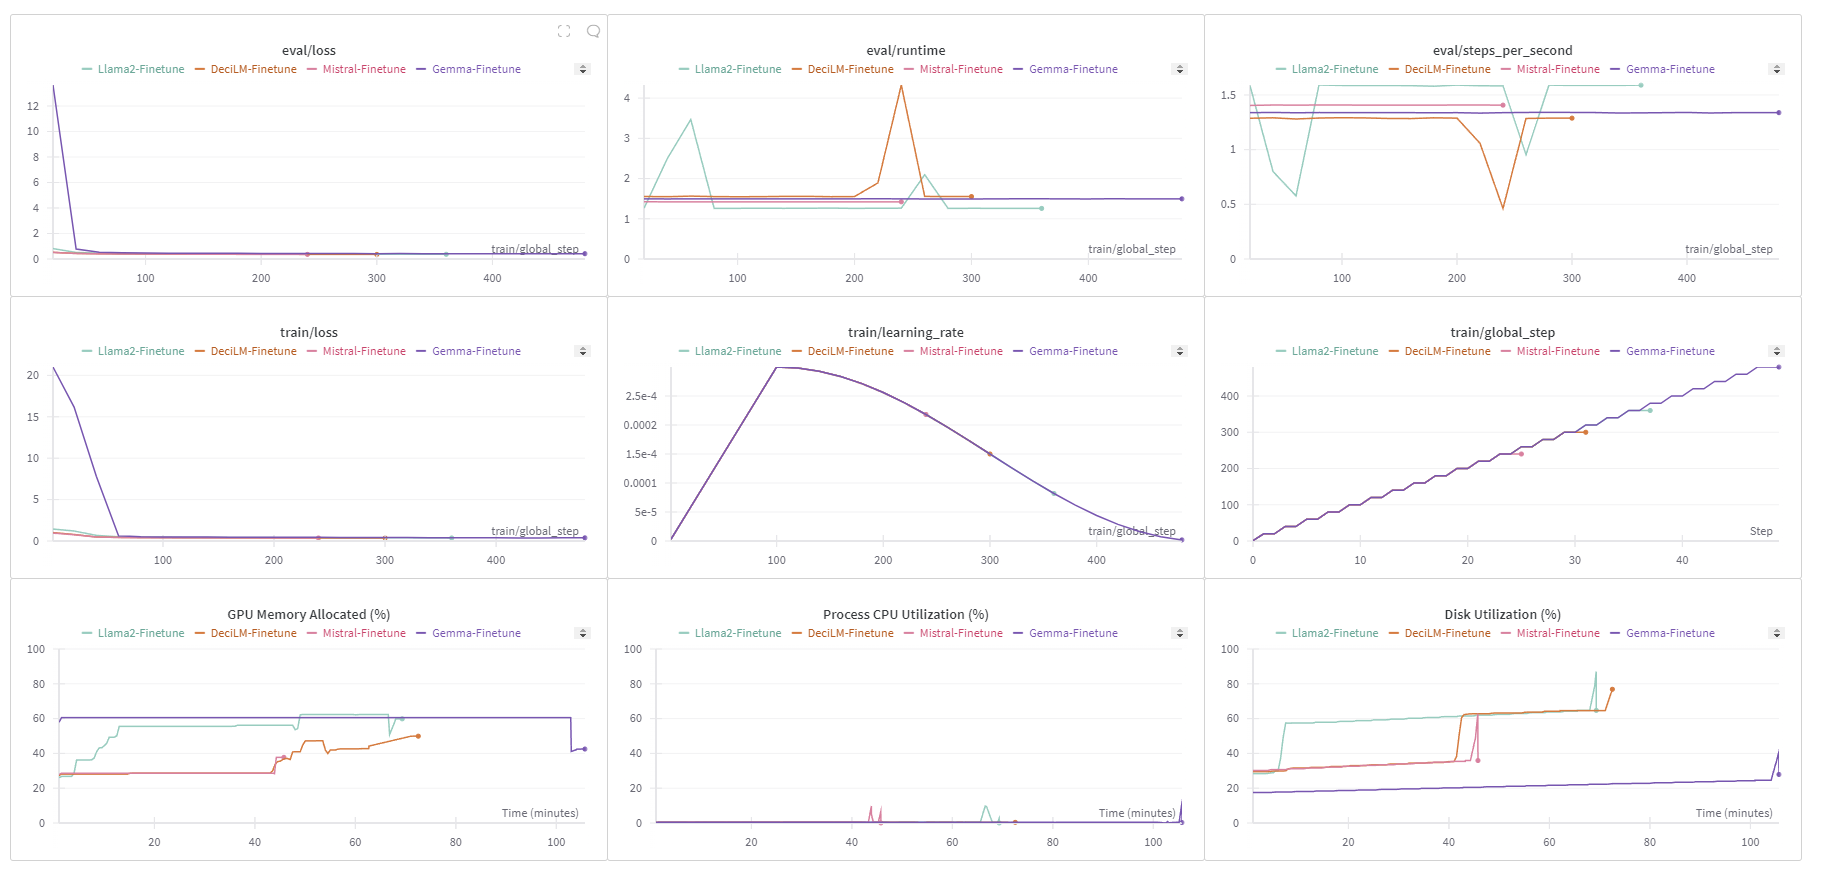 eval/loss
Llama2-Finetune DeciLM-Finetune Mistral-Finetune Gemma-Finetune
12
10
8
6
4
2
0
train/global_step
100 200 300 400
eval/runtime
Llama2-Finetune DeciLM-Finetune Mistral-Finetune Gemma-Finetune
4
3
2
1
0
train/global_step
100 200 300 400
eval/steps_per_second
Llama2-Finetune DeciLM-Finetune Mistral-Finetune Gemma-Finetune
1.5
1
0.5
0
train/global_step
100 200 300 400
train/loss
Llama2-Finetune DeciLM-Finetune Mistral-Finetune Gemma-Finetune
20
15
10
5
0
train/global_step
100 200 300 400
train/learning_rate
Llama2-Finetune DeciLM-Finetune Mistral-Finetune Gemma-Finetune
2.5e-4
0.0002
1.5e-4
0.0001
5e-5
0
train/global_step
100 200 300 400
train/global_step
Llama2-Finetune DeciLM-Finetune Mistral-Finetune Gemma-Finetune
400
300
200
100
0
Step
0 10 20 30 40
GPU Memory Allocated (%)
Llama2-Finetune DeciLM-Finetune Mistral-Finetune Gemma-Finetune
100
80
60
40
20
0
Time (minutes)
20 40 60 80 100
Process CPU Utilization (%)
Llama2-Finetune DeciLM-Finetune Mistral-Finetune Gemma-Finetune
100
80
60
40
20
0
Time (minutes)
20 40 60 80 100
Disk Utilization (%)
Llama2-Finetune DeciLM-Finetune Mistral-Finetune Gemma-Finetune
100
80
60
40
20
0
Time (minutes)
20 40 60 80 100